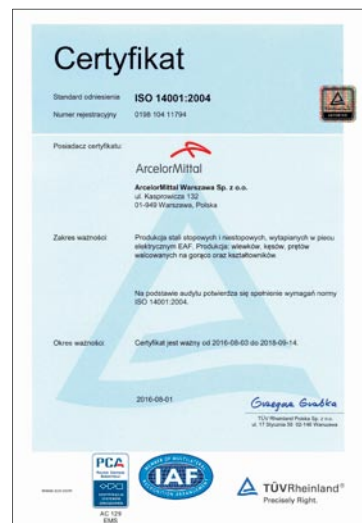 Certyfikat
Standard odniesienia ISO 14001:2004
Numer rejestracyjny 0198 104 11794
Posiadacz certyfikatu:
ArcelorMittal
ArcelorMittal Warszawa Sp. z o.o.
ul. Kasprowicza 132
01-949 Warszawa, Polska
Zakres ważności: Produkcja stali stopowych i niestopowych, wytapianych w piecu
elektrycznym EAF. Produkcja: wlewków, kęsów, prętów
walcowanych na gorąco oraz kształtowników.
Na podstawie audytu potwierdza się spełnienie wymagań normy
ISO 14001:2004.
Okres ważności: Certyfikat jest ważny od 2016-08-03 do 2018-09-14.
2016-08-01
Grzegorz Grabka
TÜV Rheinland Polska Sp. z o.o.
ul. 17 Stycznia 56 02-146 Warszawa
www.tuv.com
PCA
AC 129
EMS
IAF
TÜVRheinland®
Precisely Right.